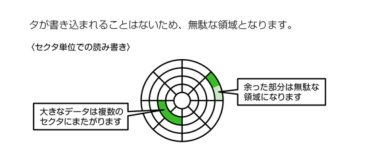 タが書き込まれることはないため、無駄な領域となります。
〈セクタ単位での読み書き〉
余った部分は無駄な
領域になります
大きなデータは複数の
セクタにまたがります